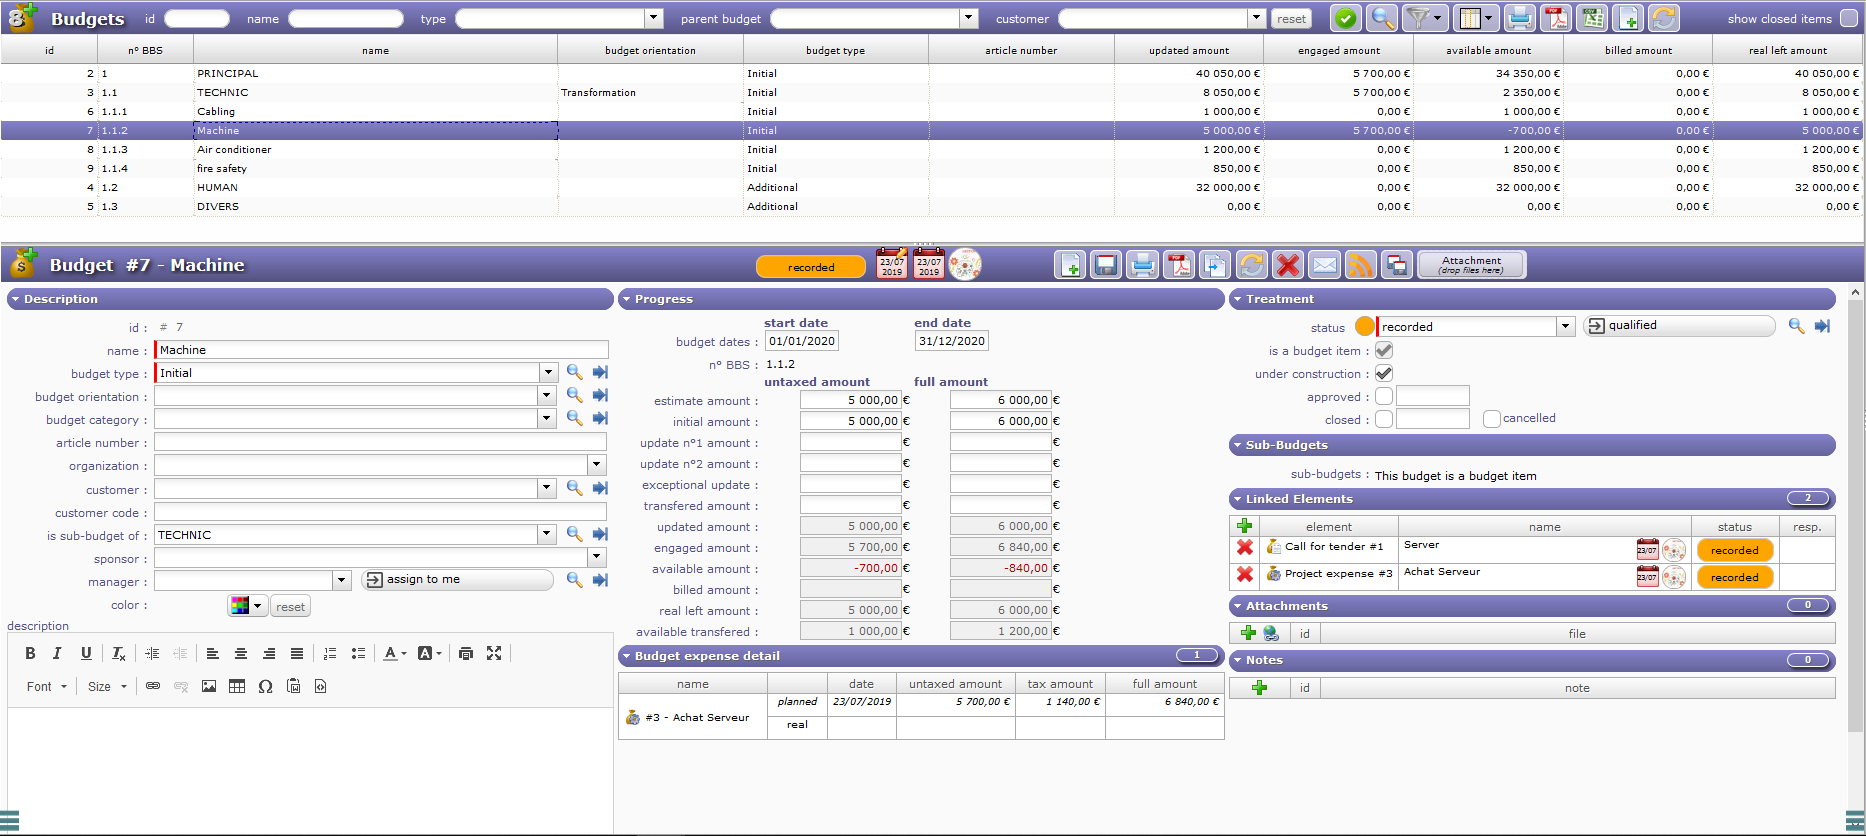 Budgets id name type parent budget customer reset show closed items
id n° BBS name budget orientation budget type article number updated amount engaged amount available amount billed amount real left amount
2 1 PRINCIPAL Initial 40 050,00 € 5 700,00 € 34 350,00 € 0,00 € 40 050,00 €
3 1.1 TECHNIC Transformation Initial 8 050,00 € 5 700,00 € 2 350,00 € 0,00 € 8 050,00 €
6 1.1.1 Cabling Initial 1 000,00 € 0,00 € 1 000,00 € 0,00 € 1 000,00 €
7 1.1.2 Machine Initial 5 000,00 € 5 700,00 € -700,00 € 0,00 € 5 000,00 €
8 1.1.3 Air conditioner Initial 1 200,00 € 0,00 € 1 200,00 € 0,00 € 1 200,00 €
9 1.1.4 fire safety Initial 850,00 € 0,00 € 850,00 € 0,00 € 850,00 €
4 1.2 HUMAN Additional 32 000,00 € 0,00 € 32 000,00 € 0,00 € 32 000,00 €
5 1.3 DIVERS Additional 0,00 € 0,00 € 0,00 € 0,00 € 0,00 €
Budget #7 - Machine recorded 23/07 2019 23/07 2019 Attachment
(drop files here)
Description
id : # 7
name : Machine
budget type : Initial
budget orientation :
budget category :
article number :
organization :
customer :
customer code :
is sub-budget of : TECHNIC
sponsor :
manager : assign to me
color : reset
description
B I U Tx A A
Font Size
Progress
start date end date
budget dates : 01/01/2020 31/12/2020
n° BBS : 1.1.2
untaxed amount full amount
estimate amount : 5 000,00 € 6 000,00 €
initial amount : 5 000,00 € 6 000,00 €
update n°1 amount : € €
update n°2 amount : € €
exceptional update : € €
transfered amount : € €
updated amount : 5 000,00 € 6 000,00 €
engaged amount : 5 700,00 € 6 840,00 €
available amount : -700,00 € -840,00 €
billed amount : € €
real left amount : 5 000,00 € 6 000,00 €
available transfered : 1 000,00 € 1 200,00 €
Budget expense detail 1
name date untaxed amount tax amount full amount
#3 - Achat Serveur planned 23/07/2019 5 700,00 € 1 140,00 € 6 840,00 €
real
Treatment
status recorded qualified
is a budget item :
under construction :
approved :
closed : cancelled
Sub-Budgets
sub-budgets : This budget is a budget item
Linked Elements 2
element name status resp.
Call for tender #1 Server 23/07 recorded
Project expense #3 Achat Serveur 23/07 recorded
Attachments 0
id file
Notes 0
id note